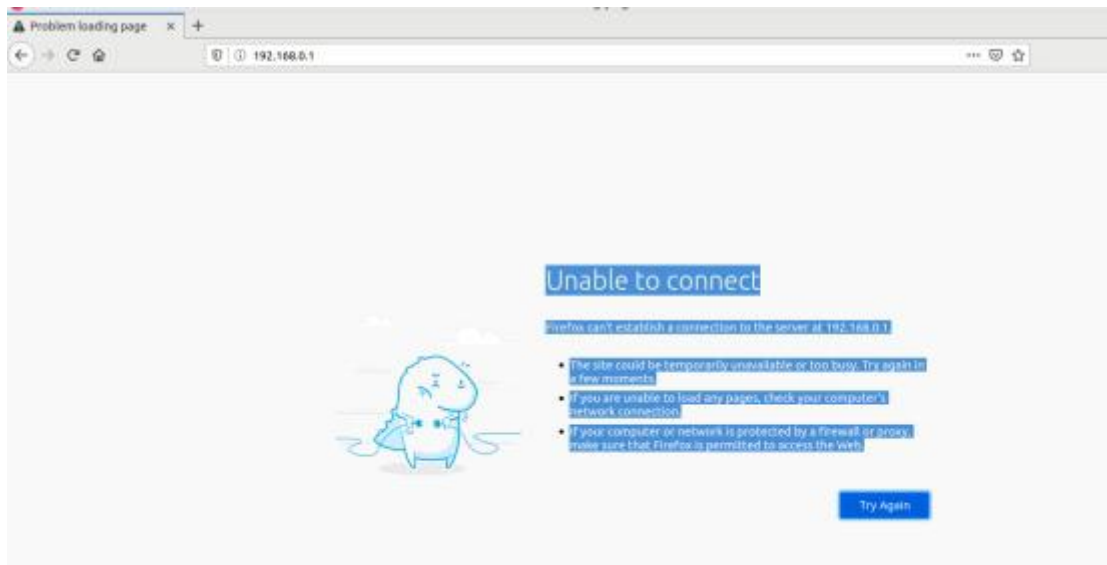 Problem loading page
192.168.0.1
Unable to connect
Firefox can't establish a connection to the server at 192.168.0.1.
The site could be temporarily unavailable or too busy. Try again in
a few moments.
If you are unable to load any pages, check your computer's
network connection.
If your computer or network is protected by a firewall or proxy,
make sure that Firefox is permitted to access the Web.
Try Again